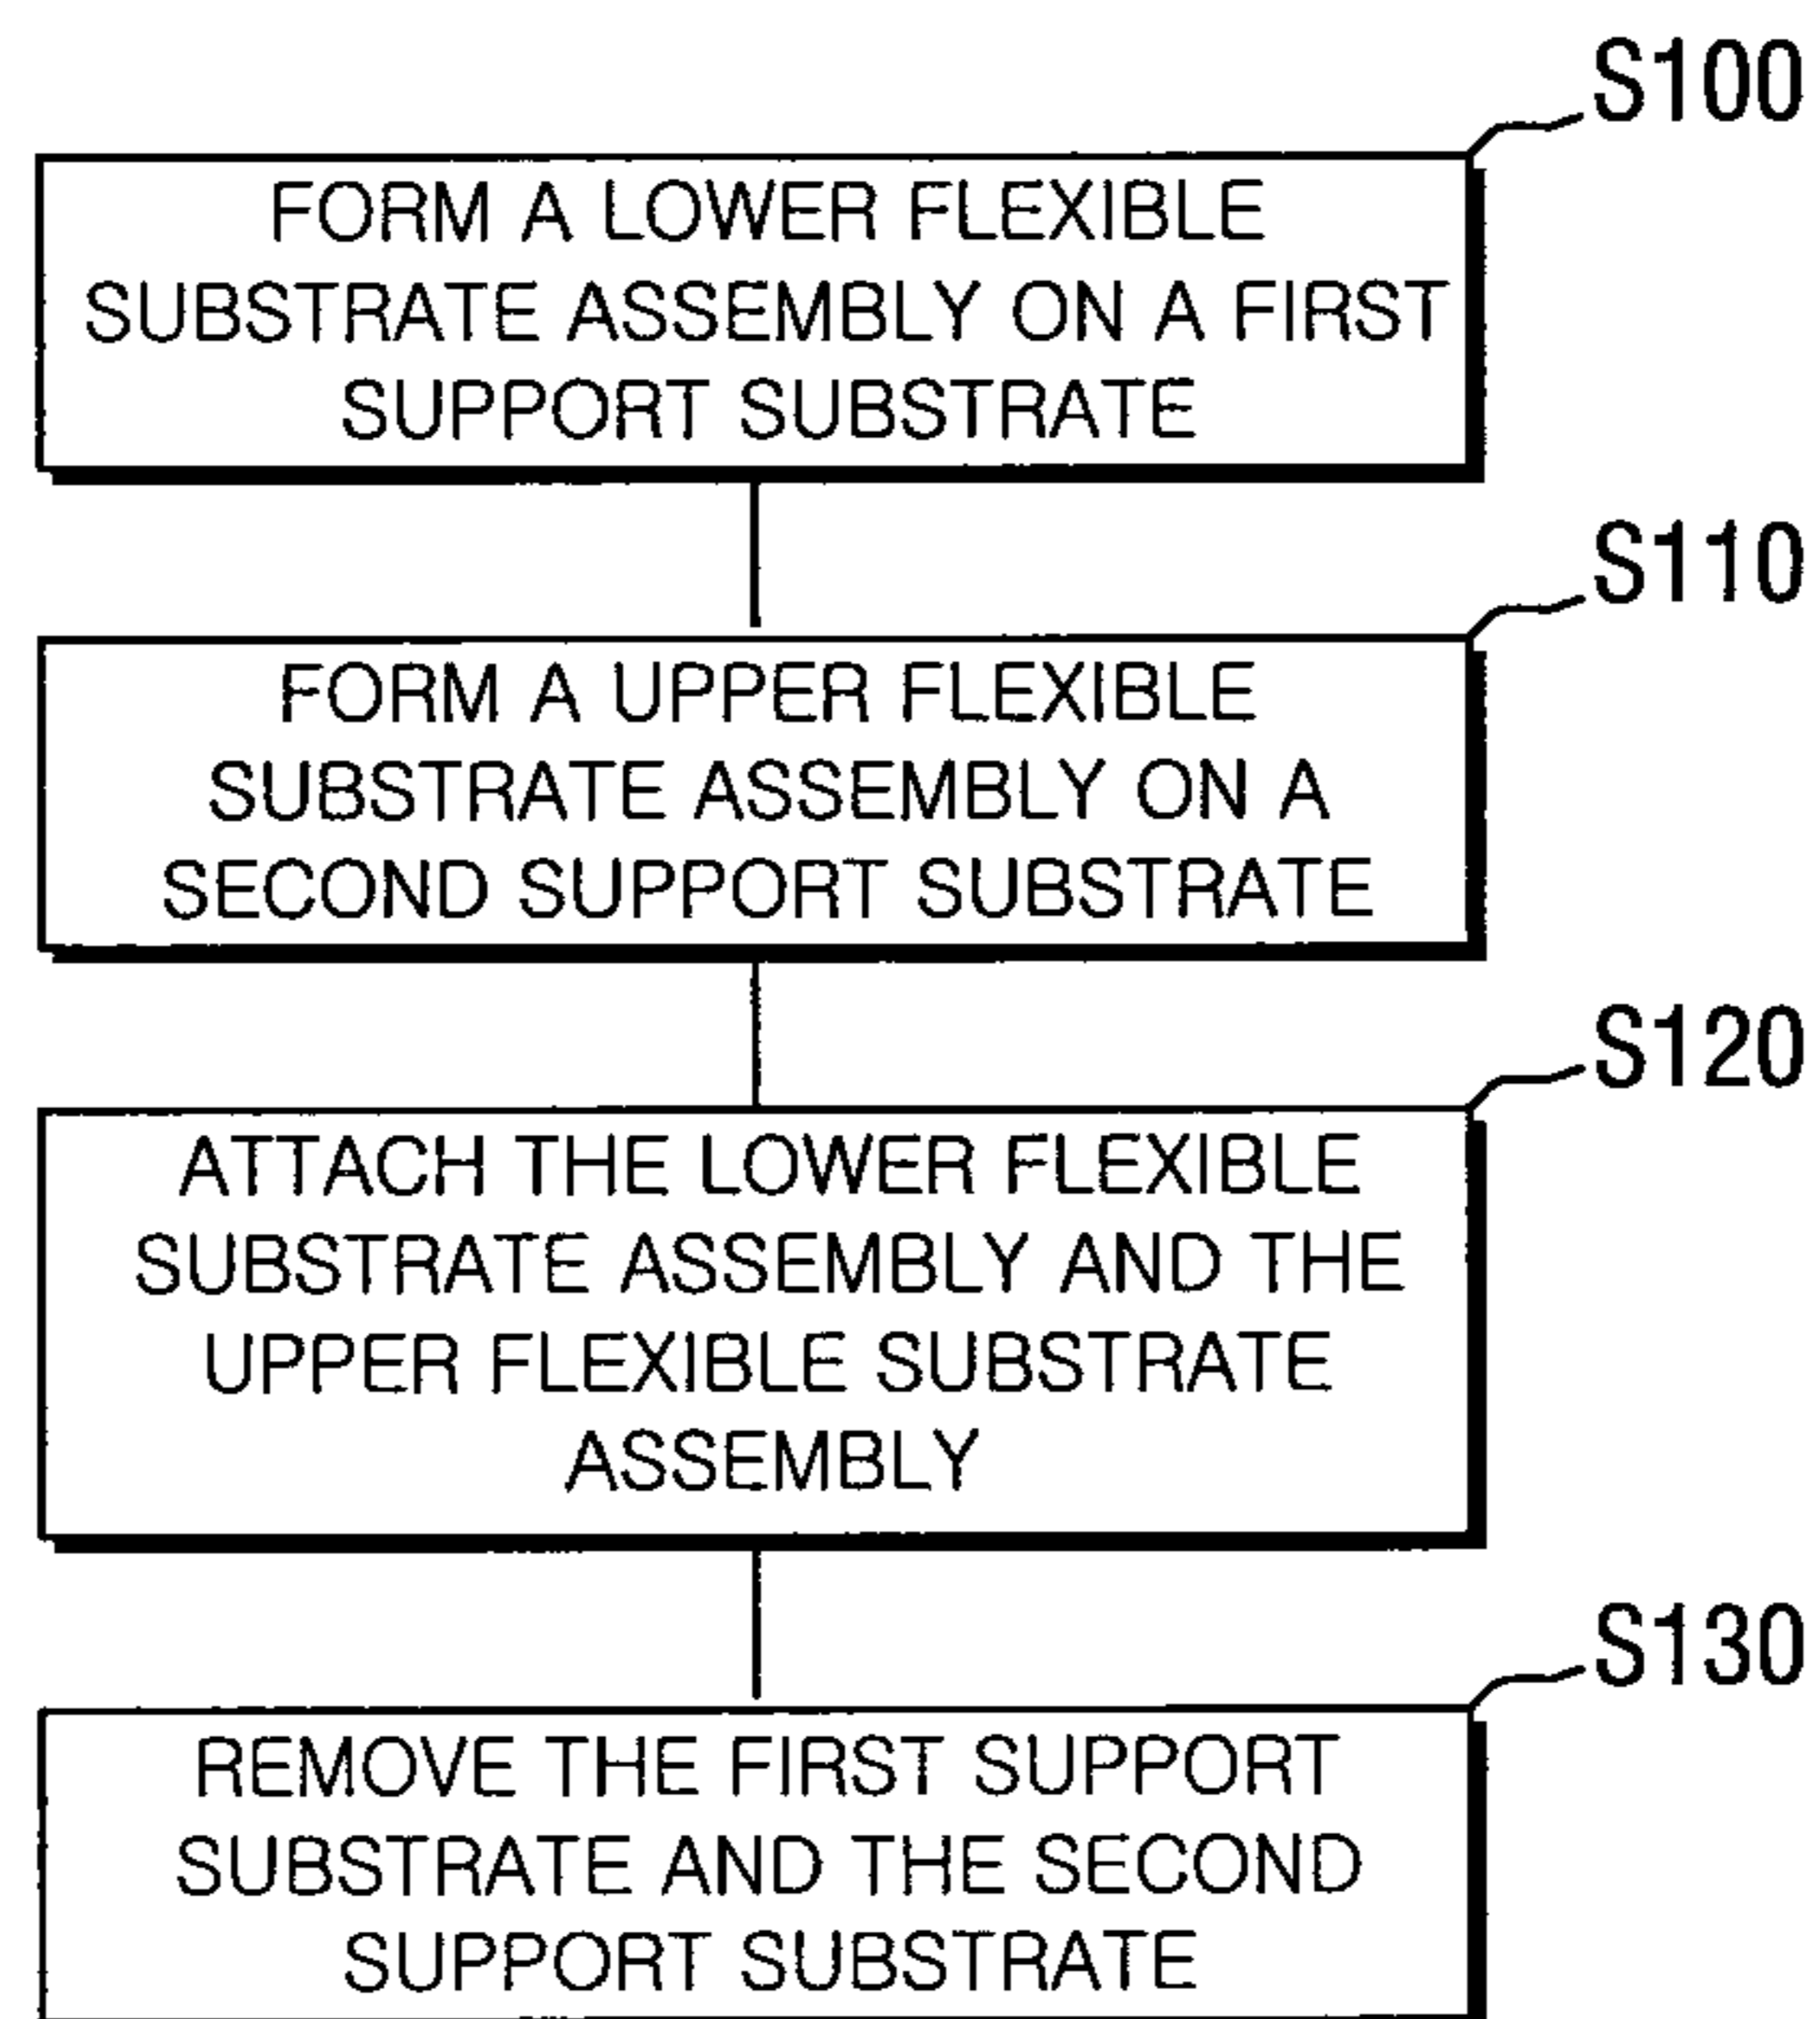 S100
FORM A LOWER FLEXIBLE
SUBSTRATE ASSEMBLY ON A FIRST
SUPPORT SUBSTRATE
S110
FORM A UPPER FLEXIBLE
SUBSTRATE ASSEMBLY ON A
SECOND SUPPORT SUBSTRATE
S120
ATTACH THE LOWER FLEXIBLE
SUBSTRATE ASSEMBLY AND THE
UPPER FLEXIBLE SUBSTRATE
ASSEMBLY
S130
REMOVE THE FIRST SUPPORT
SUBSTRATE AND THE SECOND
SUPPORT SUBSTRATE